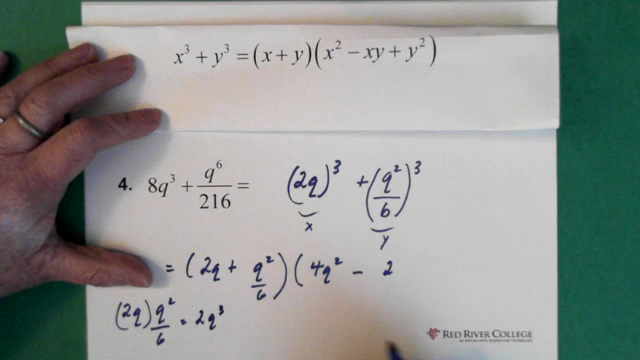 x³ + y³ = (x + y)(x² − xy + y²)
4. 8q³ + q⁶/216 = (2q)³ + (q²/6)³
x y
= (2q + q²/6)(4q² − 2
(2q) q²/6 = 2q³
RED RIVER COLLEGE